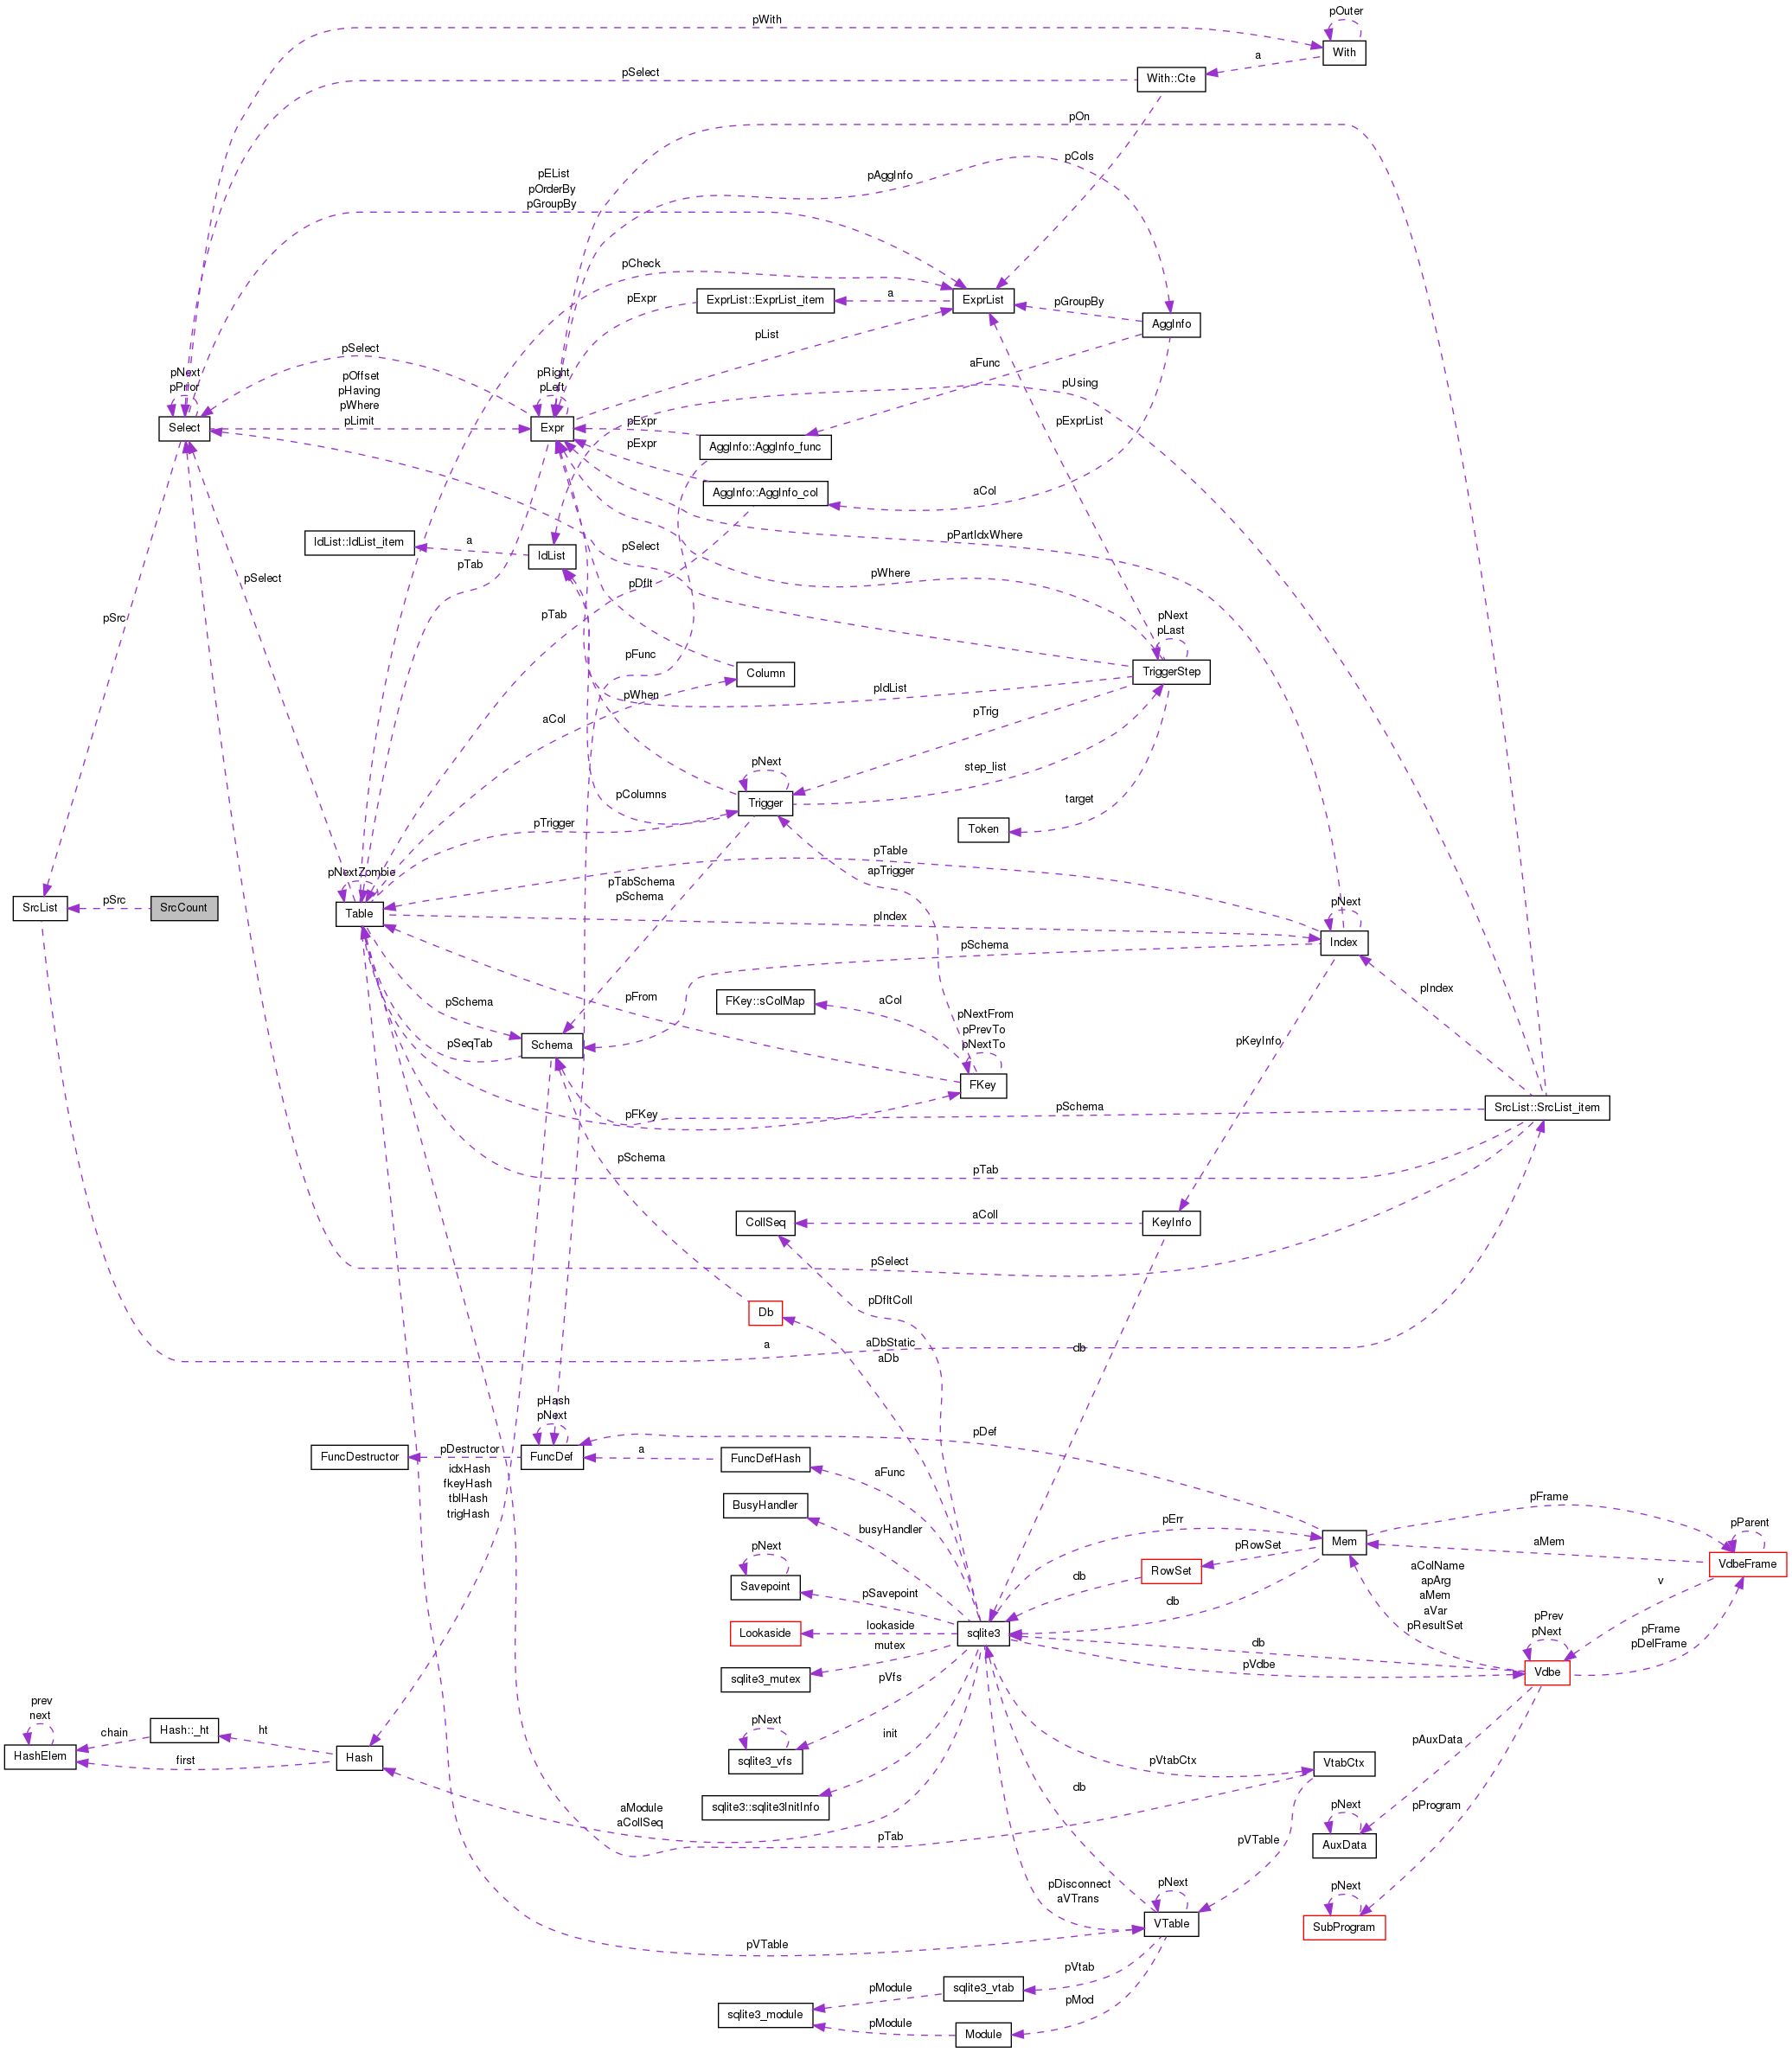 pOuter
pWith
With
a
pSelect
With::Cte
pOn
pCols
pAggInfo
pEList
pOrderBy
pGroupBy
pCheck
pExpr
ExprList::ExprList_item
a
ExprList
pGroupBy
AggInfo
pList
pSelect
aFunc
pNext
pPrior
pOffset
pHaving
pWhere
pLimit
pRight
pLeft
pUsing
Select
Expr
pExpr
pExpr
AggInfo::AggInfo_func
pExprList
AggInfo::AggInfo_col
aCol
IdList::IdList_item
a
IdList
pPartIdxWhere
pSelect
pTab
pSelect
pDflt
pWhere
pSrc
pTab
pNext
pLast
pFunc
Column
TriggerStep
pWhen
pIdList
aCol
pTrig
pNext
step_list
pColumns
Trigger
target
pTrigger
Token
pTable
pNextZombie
apTrigger
pTabSchema
pSchema
SrcList
pSrc
SrcCount
Table
pIndex
pNext
Index
pSchema
pFrom
FKey::sColMap
aCol
pIndex
pSchema
pNextFrom
pPrevTo
pNextTo
pSeqTab
Schema
pKeyInfo
FKey
pFKey
pSchema
SrcList::SrcList_item
pSchema
pTab
CollSeq
aColl
KeyInfo
pSelect
pDfltColl
Db
a
aDbStatic
aDb
db
pHash
pNext
pDef
FuncDestructor
pDestructor
FuncDef
a
FuncDefHash
idxHash
fkeyHash
tblHash
trigHash
aFunc
BusyHandler
busyHandler
pFrame
pErr
pParent
Mem
pRowSet
aMem
VdbeFrame
pNext
Savepoint
pSavepoint
db
RowSet
db
aColName
apArg
aMem
aVar
pResultSet
v
Lookaside
lookaside
sqlite3
mutex
db
pVdbe
pPrev
pNext
pFrame
pDelFrame
Vdbe
sqlite3_mutex
pVfs
prev
next
Hash::_ht
ht
chain
first
HashElem
Hash
pNext
sqlite3_vfs
init
pVtabCtx
VtabCtx
pAuxData
sqlite3::sqlite3InitInfo
db
aModule
aCollSeq
pTab
pNext
pProgram
AuxData
pVTable
pDisconnect
aVTrans
pNext
pNext
VTable
SubProgram
pVTable
pVtab
sqlite3_vtab
pModule
pMod
sqlite3_module
pModule
Module